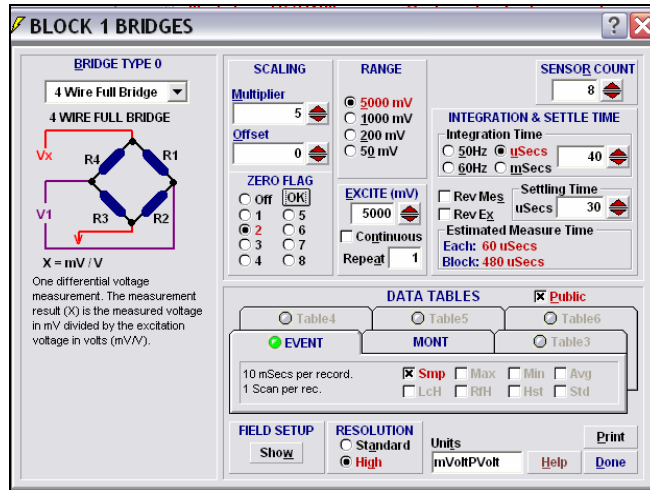 BLOCK 1 BRIDGES
BRIDGE TYPE 0
4 Wire Full Bridge
4 WIRE FULL BRIDGE
Vx
R4
R1
V1
R3
R2
X = mV / V
One differential voltage
measurement. The measurement
result (X) is the measured voltage
in mV divided by the excitation
voltage in volts (mV/V).
SCALING
Multiplier
5
Offset
0
ZERO FLAG
Off OK
1 5
2 6
3 7
4 8
RANGE
5000 mV
1000 mV
200 mV
50 mV
EXCITE (mV)
5000
Continuous
Repeat 1
SENSOR COUNT
8
INTEGRATION & SETTLE TIME
Integration Time
50Hz uSecs
60Hz mSecs
40
Rev Mes
Rev Ex
Settling Time
uSecs 30
Estimated Measure Time
Each: 60 uSecs
Block: 480 uSecs
DATA TABLES
Public
Table4 Table5 Table6
EVENT MONT Table3
10 mSecs per record.
1 Scan per rec.
Smp Max Min Avg
LcH RfH Hst Std
FIELD SETUP
Show
RESOLUTION
Standard
High
Units
mVoltPVolt
Print
Help
Done